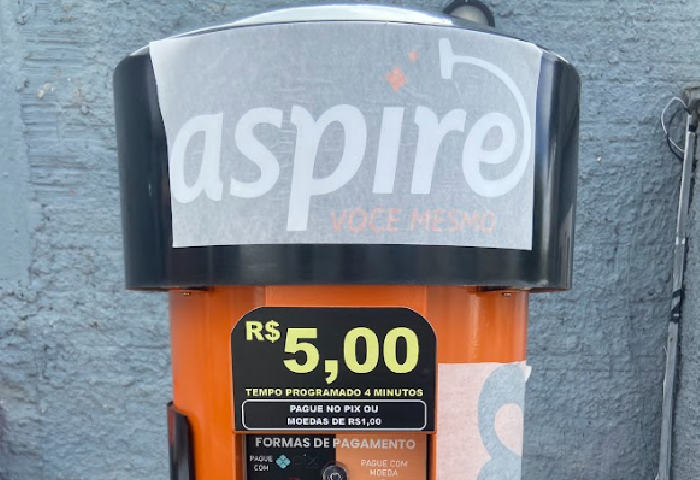 aspire
VOCE MESMO
R$ 5,00
TEMPO PROGRAMADO 4 MINUTOS
PAGUE NO PIX OU
MOEDAS DE R$1,00
FORMAS DE PAGAMENTO
PAGUE COM pix
PAGUE COM MOEDA